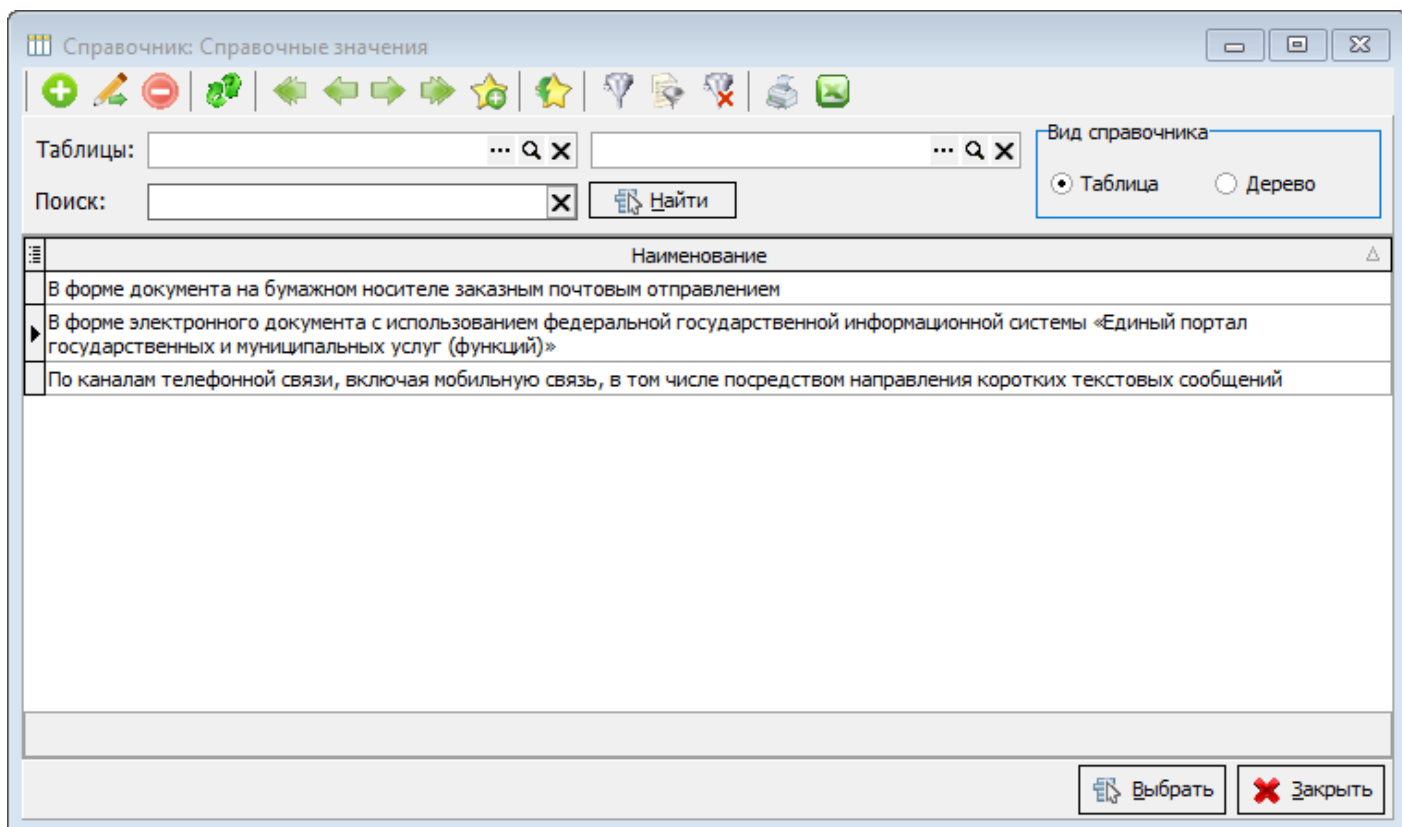 Справочник: Справочные значения
Таблицы:
Вид справочника
Таблица
Дерево
Поиск:
Найти
Наименование
В форме документа на бумажном носителе заказным почтовым отправлением
В форме электронного документа с использованием федеральной государственной информационной системы «Единый портал
государственных и муниципальных услуг (функций)»
По каналам телефонной связи, включая мобильную связь, в том числе посредством направления коротких текстовых сообщений
Выбрать
Закрыть